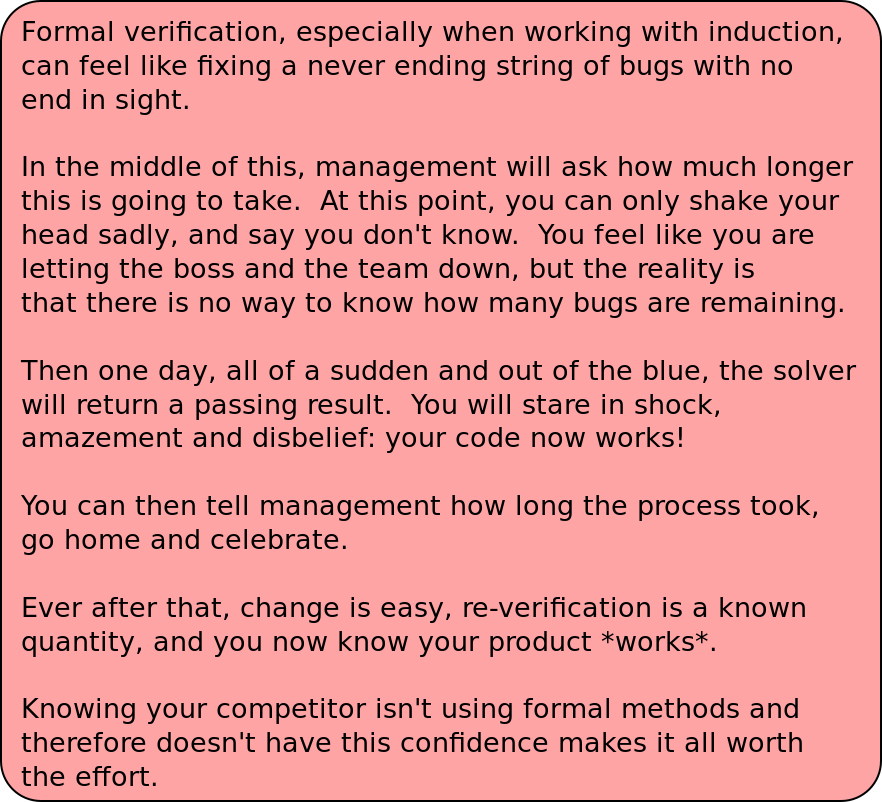 Formal verification, especially when working with induction,
can feel like fixing a never ending string of bugs with no
end in sight.
In the middle of this, management will ask how much longer
this is going to take.  At this point, you can only shake your
head sadly, and say you don't know.  You feel like you are
letting the boss and the team down, but the reality is
that there is no way to know how many bugs are remaining.
Then one day, all of a sudden and out of the blue, the solver
will return a passing result.  You will stare in shock,
amazement and disbelief: your code now works!
You can then tell management how long the process took,
go home and celebrate.
Ever after that, change is easy, re-verification is a known
quantity, and you now know your product *works*.
Knowing your competitor isn't using formal methods and
therefore doesn't have this confidence makes it all worth
the effort.